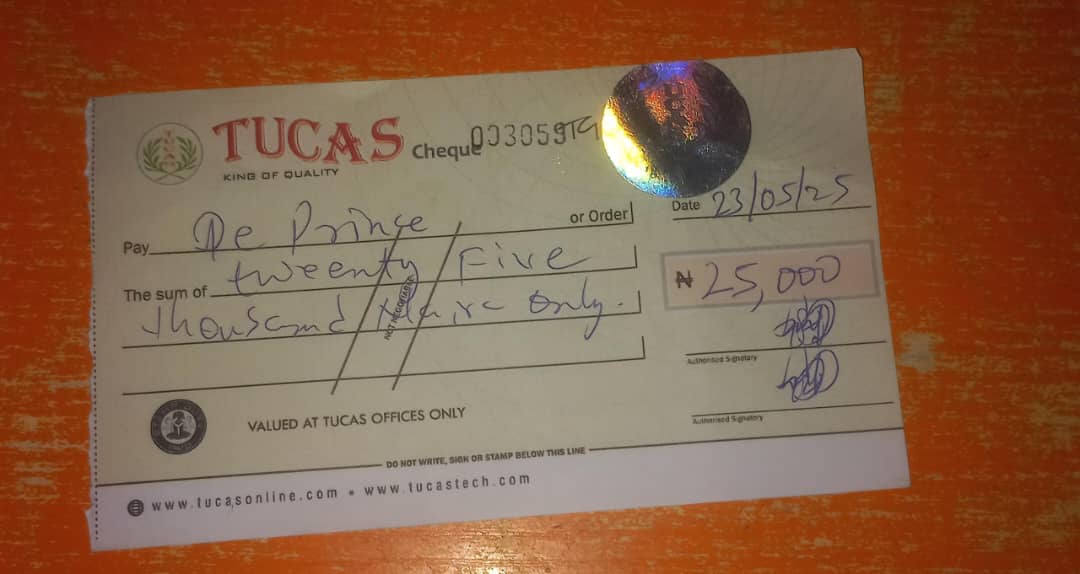 TUCAS
KING OF QUALITY
Cheque 003059TG
Date 23/05/25
Pay De Prince or Order
The sum of tweenty Five
thousand Naira only.
NOT NEGOTIABLE
₦ 25,000
Authorised Signatary
Authorised Signatory
VALUED AT TUCAS OFFICES ONLY
DO NOT WRITE, SIGN OR STAMP BELOW THIS LINE
www.tucasonline.com • www.tucastech.com